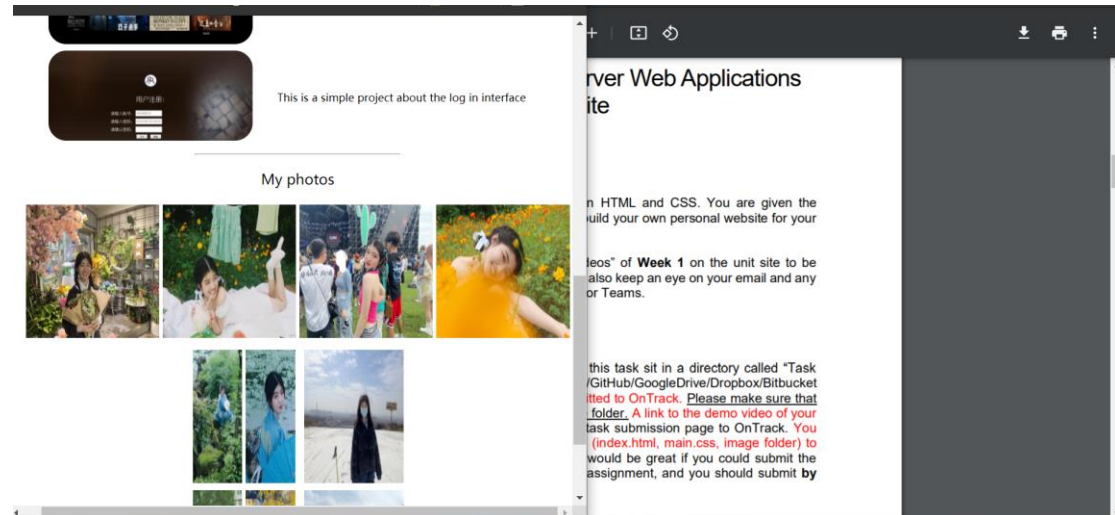 用户注册:
This is a simple project about the log in interface
My photos
rver Web Applications
ite
n HTML and CSS. You are given the
uild your own personal website for your
deos" of Week 1 on the unit site to be
also keep an eye on your email and any
or Teams.
this task sit in a directory called "Task
/GitHub/GoogleDrive/Dropbox/Bitbucket
itted to OnTrack. Please make sure that
folder. A link to the demo video of your
task submission page to OnTrack. You
(index.html, main.css, image folder) to
would be great if you could submit the
assignment, and you should submit by